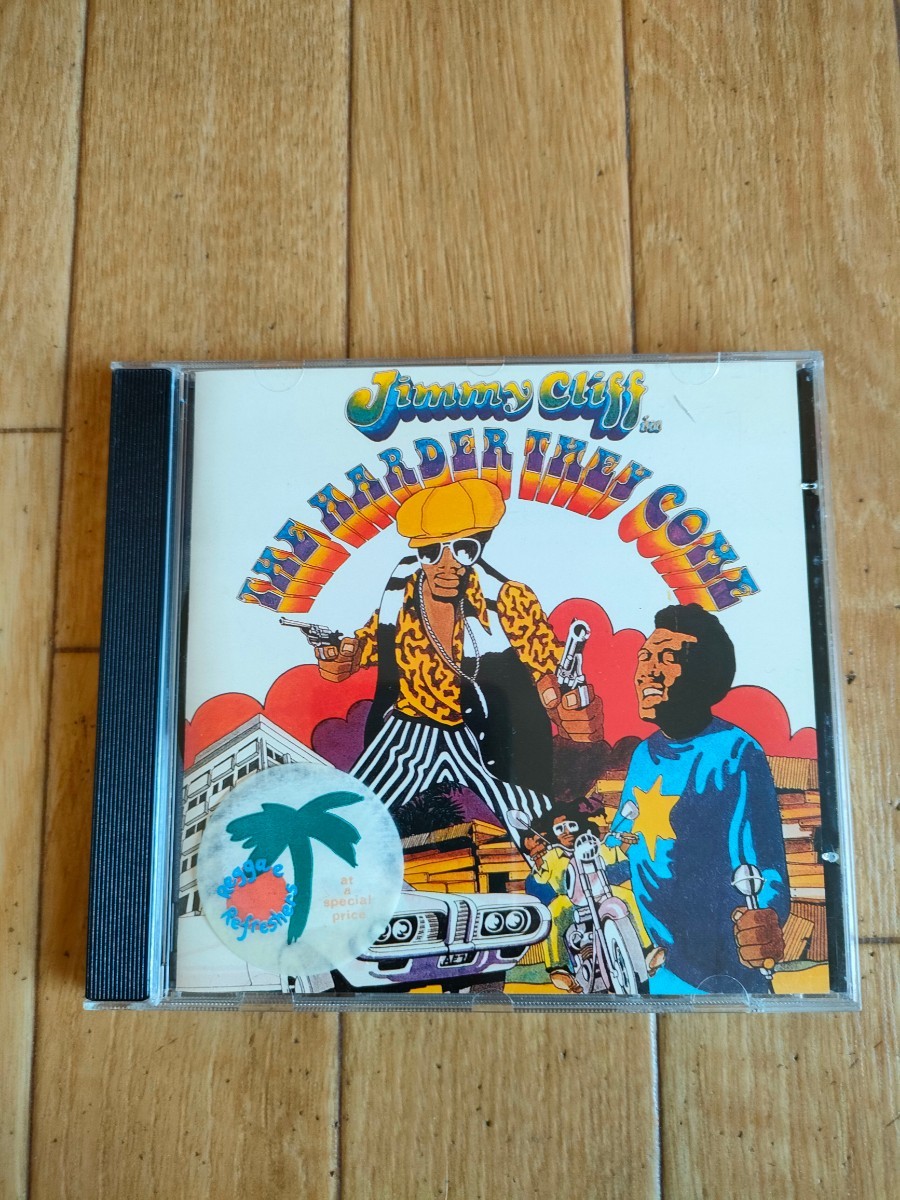 Jimmy Cliff
in
THE HARDER THEY COME
Reggae
Refreshers
at
a
special
price